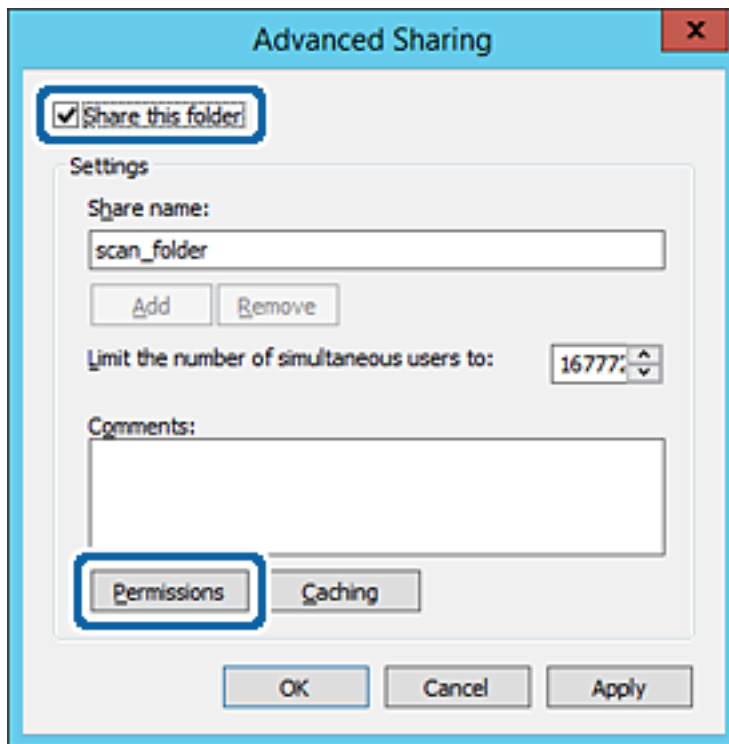 Advanced Sharing
x
Share this folder
Settings
Share name:
scan_folder
Add Remove
Limit the number of simultaneous users to:
Comments:
Permissions Caching
OK Cancel Apply